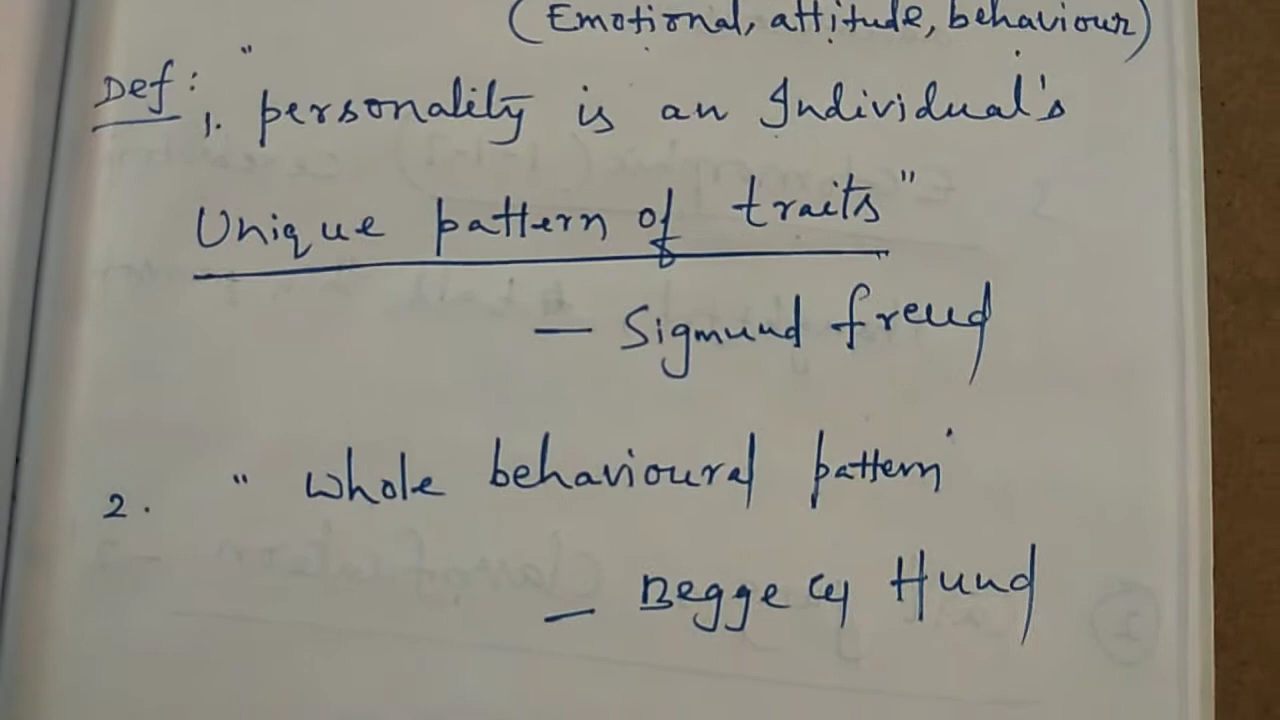 (Emotional, attitude, behaviour)
Def: 1. "personality is an Individual's
Unique pattern of traits"
— Sigmund freud
2. " whole behavioural pattern
— Begge Hund